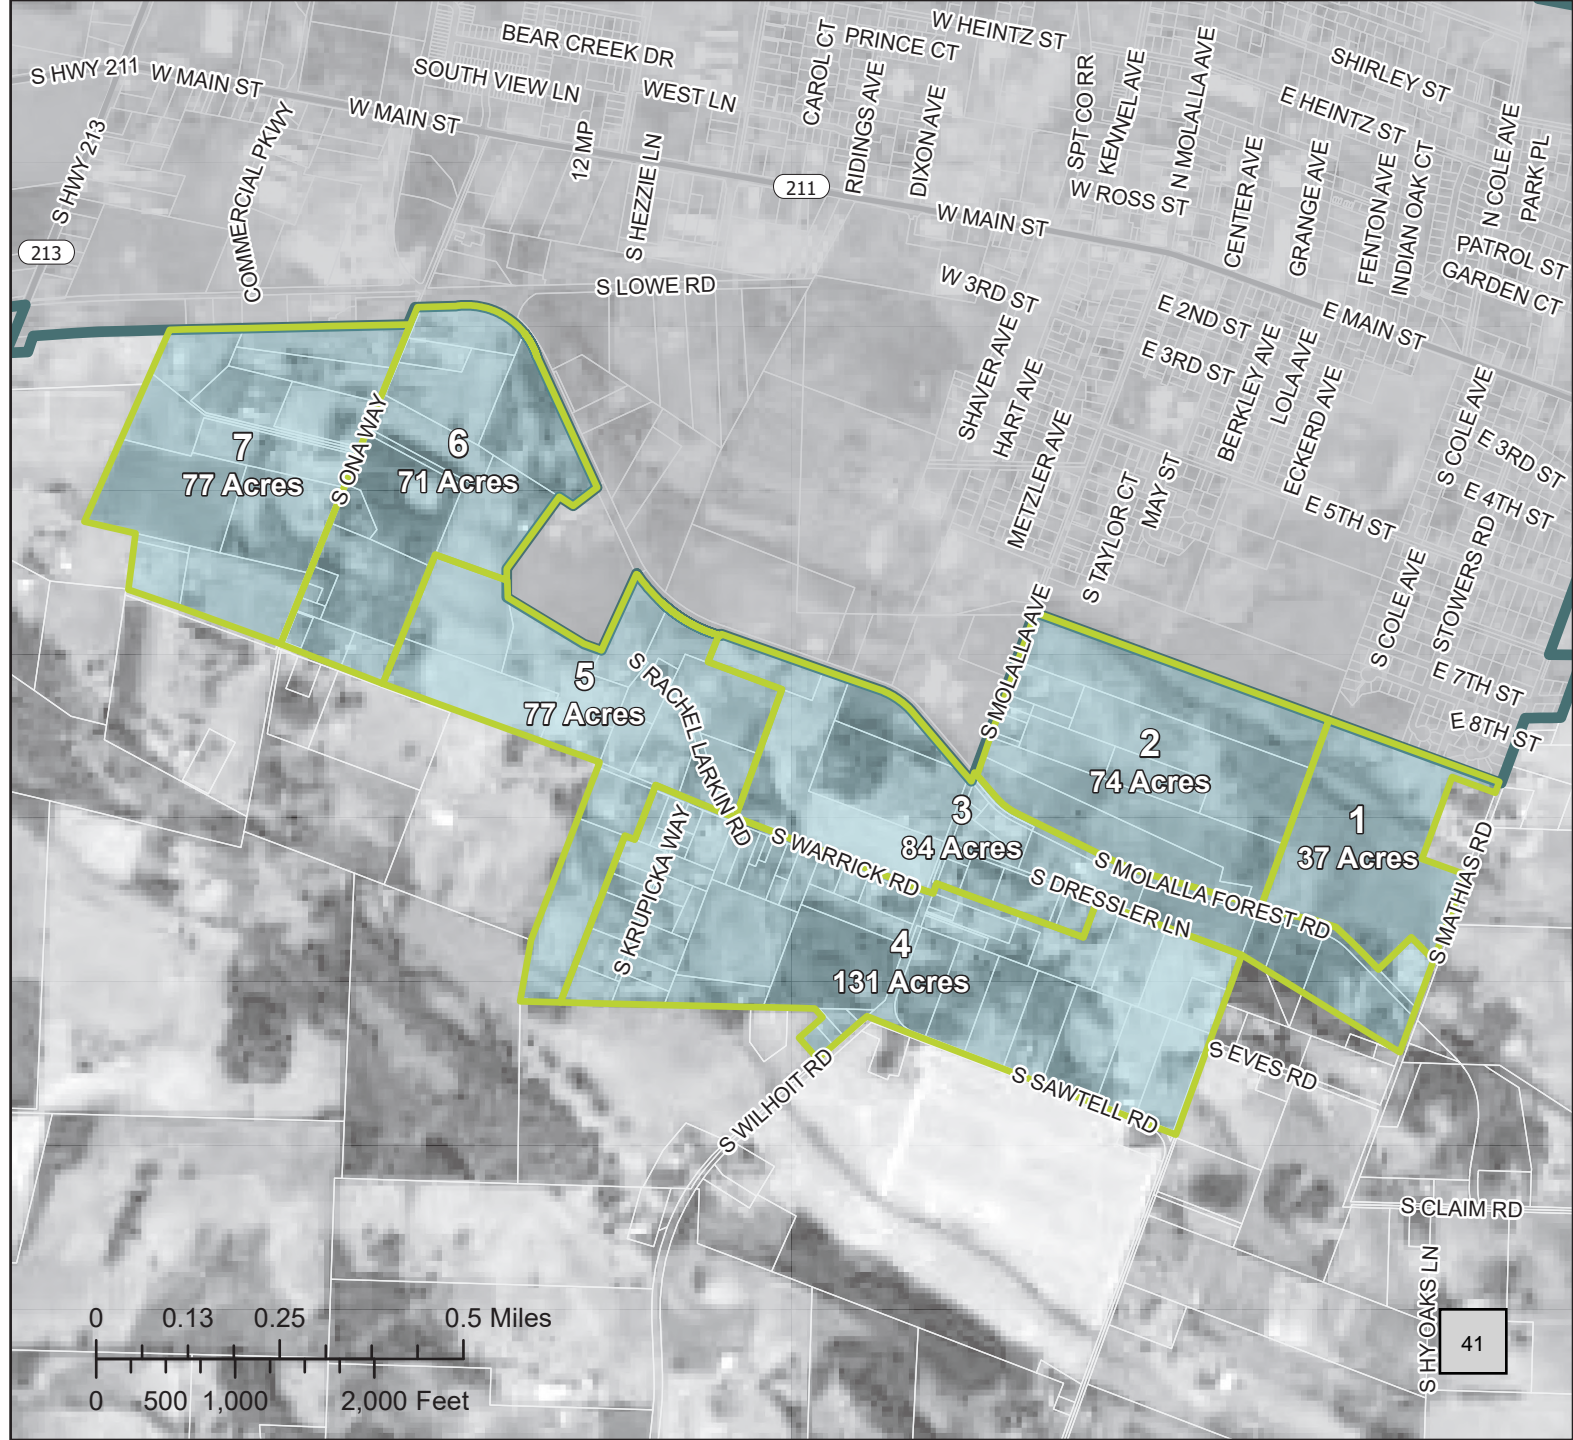 W HEINTZ ST
BEAR CREEK DR
CAROL CT
PRINCE CT
S HWY 211
W MAIN ST
SOUTH VIEW LN
WEST LN
SPT CO RR
KENNEL AVE
N MOLALLA AVE
SHIRLEY ST
E HEINTZ ST
W MAIN ST
COMMERCIAL PKWY
S HWY 213
12 MP
S HEZZIE LN
RIDINGS AVE
DIXON AVE
211
W ROSS ST
CENTER AVE
GRANGE AVE
FENTON AVE
INDIAN OAK CT
N COLE AVE
PARK PL
W MAIN ST
213
PATROL ST
GARDEN CT
S LOWE RD
W 3RD ST
E 2ND ST
E MAIN ST
E 3RD ST
SHAVER AVE
HART AVE
METZLER AVE
BERKLEY AVE
LOLA AVE
ECKERD AVE
S COLE AVE
E 3RD ST
E 4TH ST
E 5TH ST
7
77 Acres
S ONA WAY
6
71 Acres
S TAYLOR CT
MAY ST
S COLE AVE
STOWERS RD
E 7TH ST
E 8TH ST
S MOLALLA AVE
5
77 Acres
S RACHEL LARKIN RD
2
74 Acres
1
37 Acres
3
84 Acres
S KRUPICKA WAY
S WARRICK RD
S DRESSLER LN
S MOLALLA FOREST RD
S MATHIAS RD
4
131 Acres
S WILHOIT RD
S SAWTELL RD
S EVES RD
S CLAIM RD
S HY OAKS LN
0 0.13 0.25 0.5 Miles
0 500 1,000 2,000 Feet
41